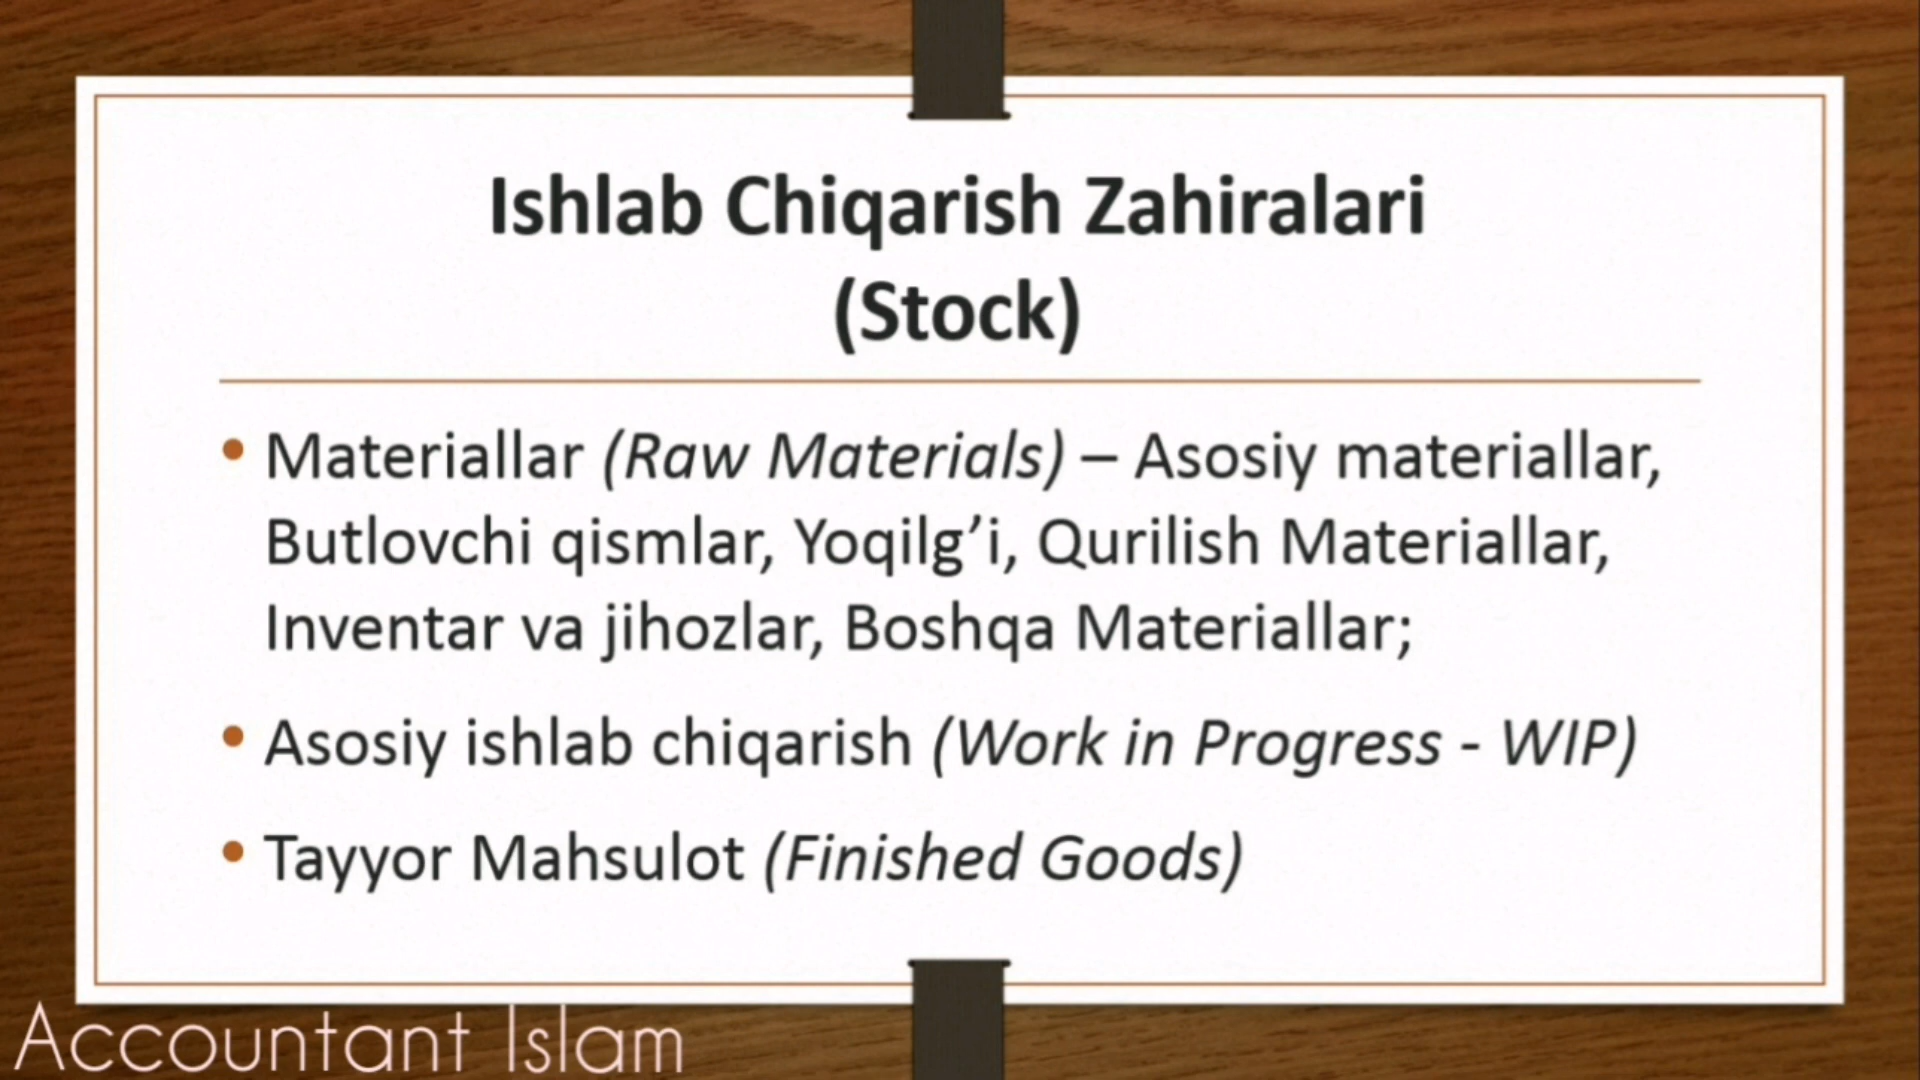 Ishlab Chiqarish Zahiralari
(Stock)
• Materiallar (Raw Materials) – Asosiy materiallar,
Butlovchi qismlar, Yoqilg’i, Qurilish Materiallar,
Inventar va jihozlar, Boshqa Materiallar;
• Asosiy ishlab chiqarish (Work in Progress - WIP)
• Tayyor Mahsulot (Finished Goods)
Accountant Islam